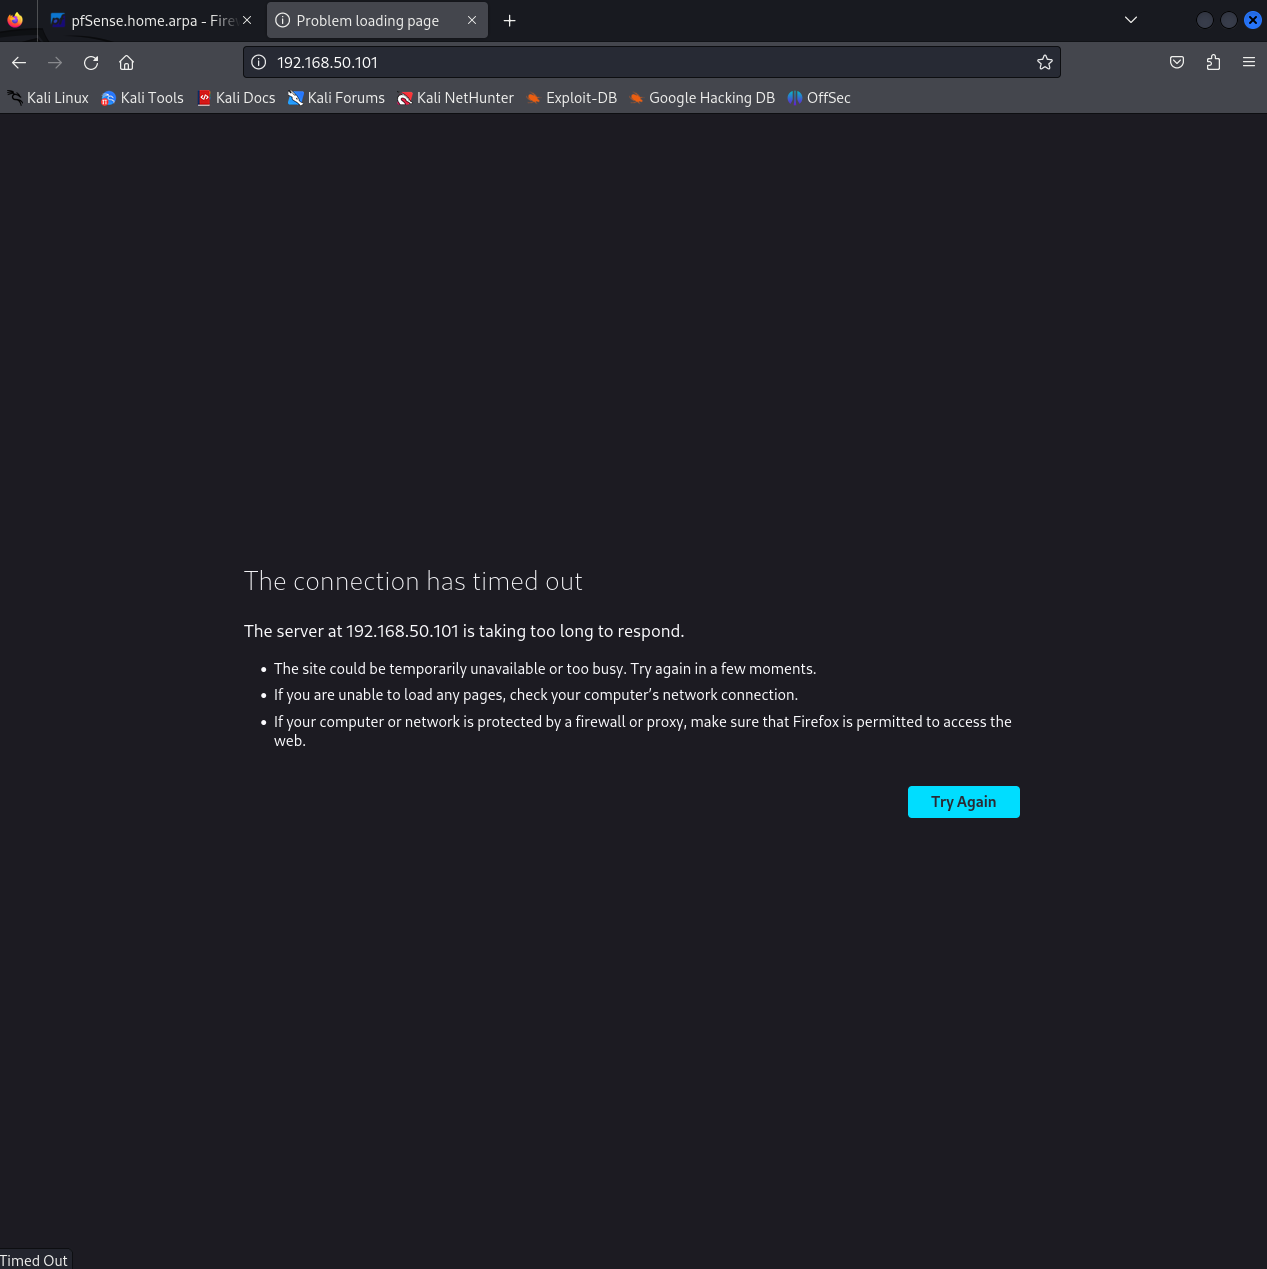 pfSense.home.arpa - Fire
Problem loading page
192.168.50.101
Kali Linux Kali Tools Kali Docs Kali Forums Kali NetHunter Exploit-DB Google Hacking DB OffSec
The connection has timed out
The server at 192.168.50.101 is taking too long to respond.
• The site could be temporarily unavailable or too busy. Try again in a few moments.
• If you are unable to load any pages, check your computer’s network connection.
• If your computer or network is protected by a firewall or proxy, make sure that Firefox is permitted to access the
web.
Try Again
Timed Out